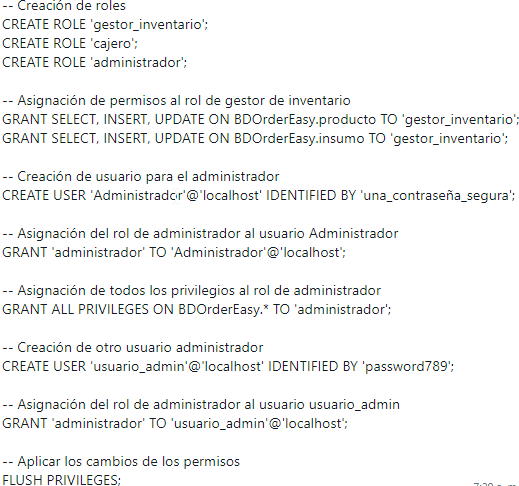 -- Creación de roles
CREATE ROLE 'gestor_inventario';
CREATE ROLE 'cajero';
CREATE ROLE 'administrador';
-- Asignación de permisos al rol de gestor de inventario
GRANT SELECT, INSERT, UPDATE ON BDOrderEasy.producto TO 'gestor_inventario';
GRANT SELECT, INSERT, UPDATE ON BDOrderEasy.insumo TO 'gestor_inventario';
-- Creación de usuario para el administrador
CREATE USER 'Administrador'@'localhost' IDENTIFIED BY 'una_contraseña_segura';
-- Asignación del rol de administrador al usuario Administrador
GRANT 'administrador' TO 'Administrador'@'localhost';
-- Asignación de todos los privilegios al rol de administrador
GRANT ALL PRIVILEGES ON BDOrderEasy.* TO 'administrador';
-- Creación de otro usuario administrador
CREATE USER 'usuario_admin'@'localhost' IDENTIFIED BY 'password789';
-- Asignación del rol de administrador al usuario usuario_admin
GRANT 'administrador' TO 'usuario_admin'@'localhost';
-- Aplicar los cambios de los permisos
FLUSH PRIVILEGES;